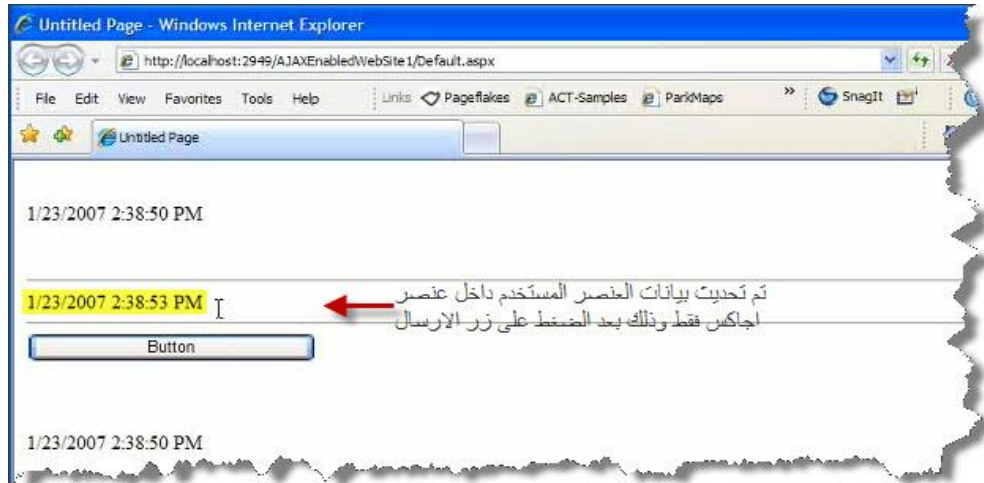 Untitled Page - Windows Internet Explorer
http://localhost:2949/AJAXEnabledWebSite1/Default.aspx
File Edit View Favorites Tools Help Links Pageflakes ACT-Samples ParkMaps » SnagIt
Untitled Page
1/23/2007 2:38:50 PM
1/23/2007 2:38:53 PM
تم تحديث بيانات العنصر المستخدم داخل عنصر
اجاكس فقط وذلك بعد الضغط على زر الارسال
Button
1/23/2007 2:38:50 PM